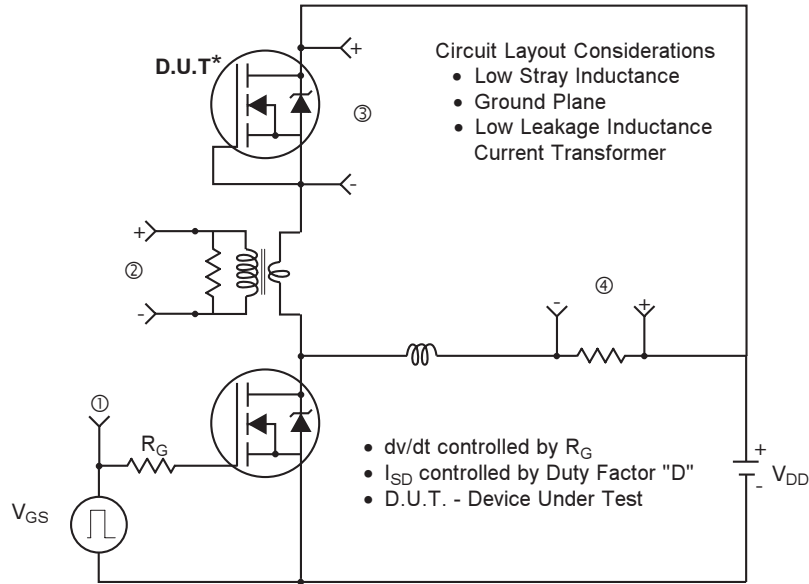 D.U.T*
+
Circuit Layout Considerations
• Low Stray Inductance
• Ground Plane
• Low Leakage Inductance
Current Transformer
③
-
+
②
-
④
-
+
①
R_G
V_GS
• dv/dt controlled by R_G
• I_SD controlled by Duty Factor "D"
• D.U.T. - Device Under Test
+
-
V_DD